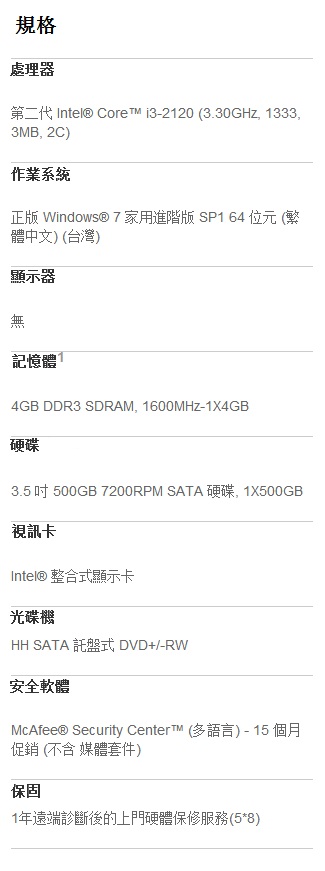 規格
處理器
第二代 Intel® Core™ i3-2120 (3.30GHz, 1333,
3MB, 2C)
作業系統
正版 Windows® 7 家用進階版 SP1 64 位元 (繁
體中文) (台灣)
顯示器
無
記憶體1
4GB DDR3 SDRAM, 1600MHz-1X4GB
硬碟
3.5 吋 500GB 7200RPM SATA 硬碟, 1X500GB
視訊卡
Intel® 整合式顯示卡
光碟機
HH SATA 託盤式 DVD+/-RW
安全軟體
McAfee® Security Center™ (多語言) - 15 個月
促銷 (不含 媒體套件)
保固
1年遠端診斷後的上門硬體保修服務(5*8)